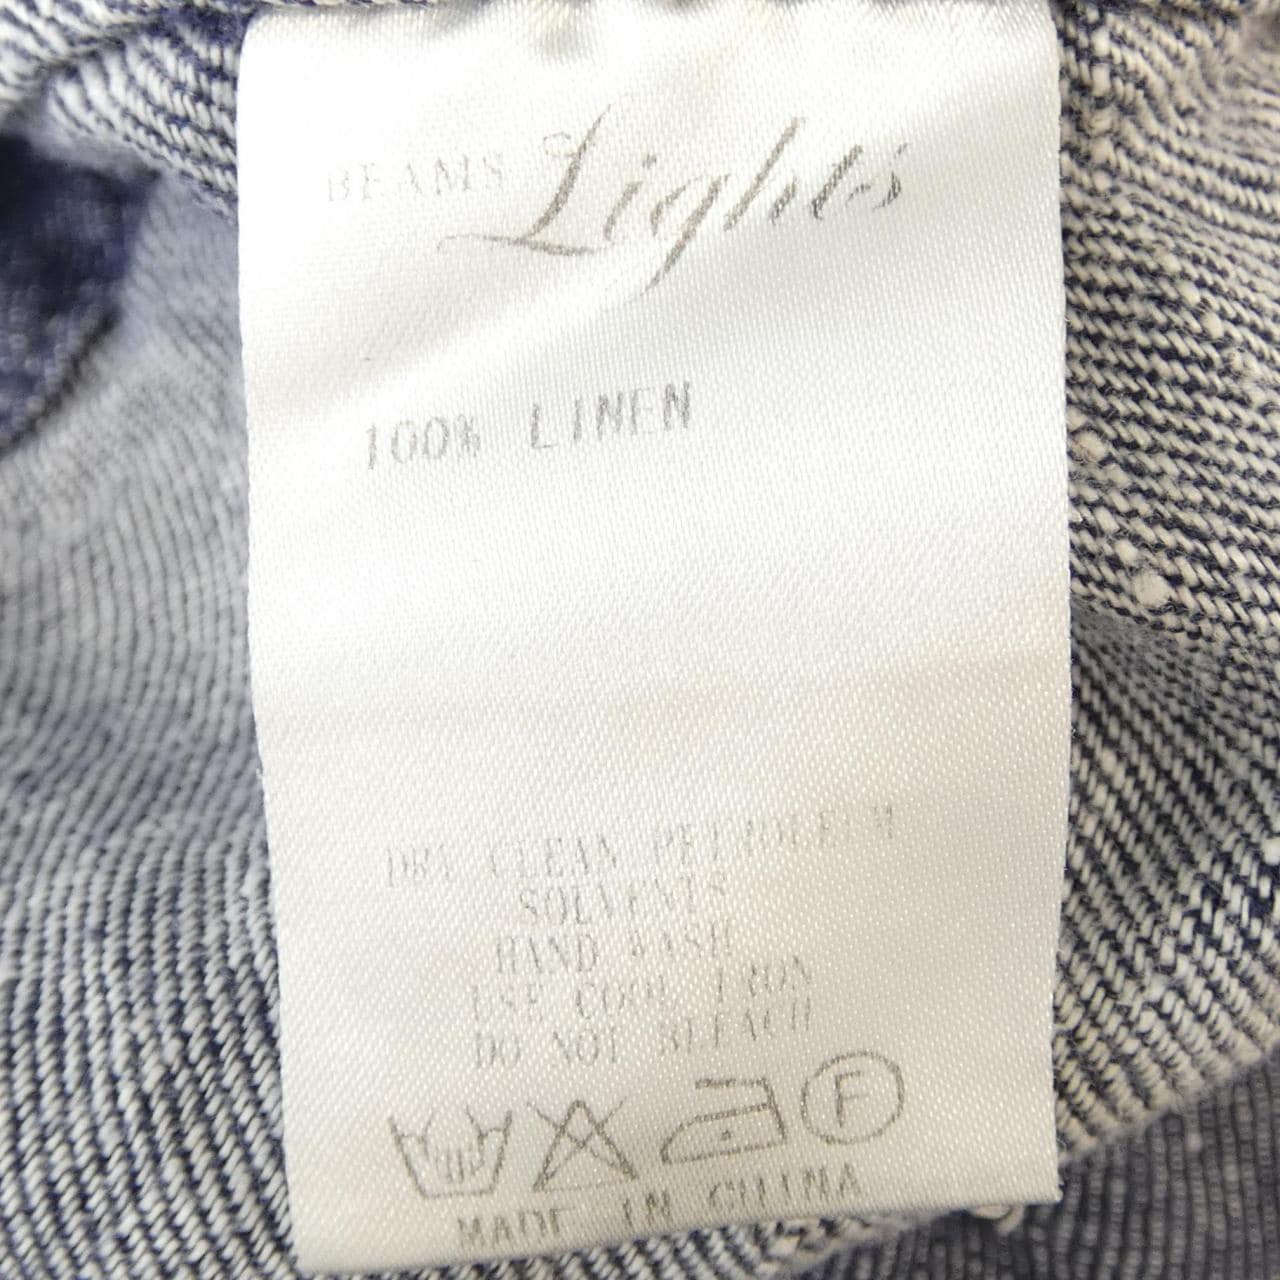 BEAMS Lights
100% LINEN
DRY CLEAN PETROLEUM
SOLVENTS
HAND WASH
USE COOL IRON
DO NOT BLEACH
F
MADE IN CHINA